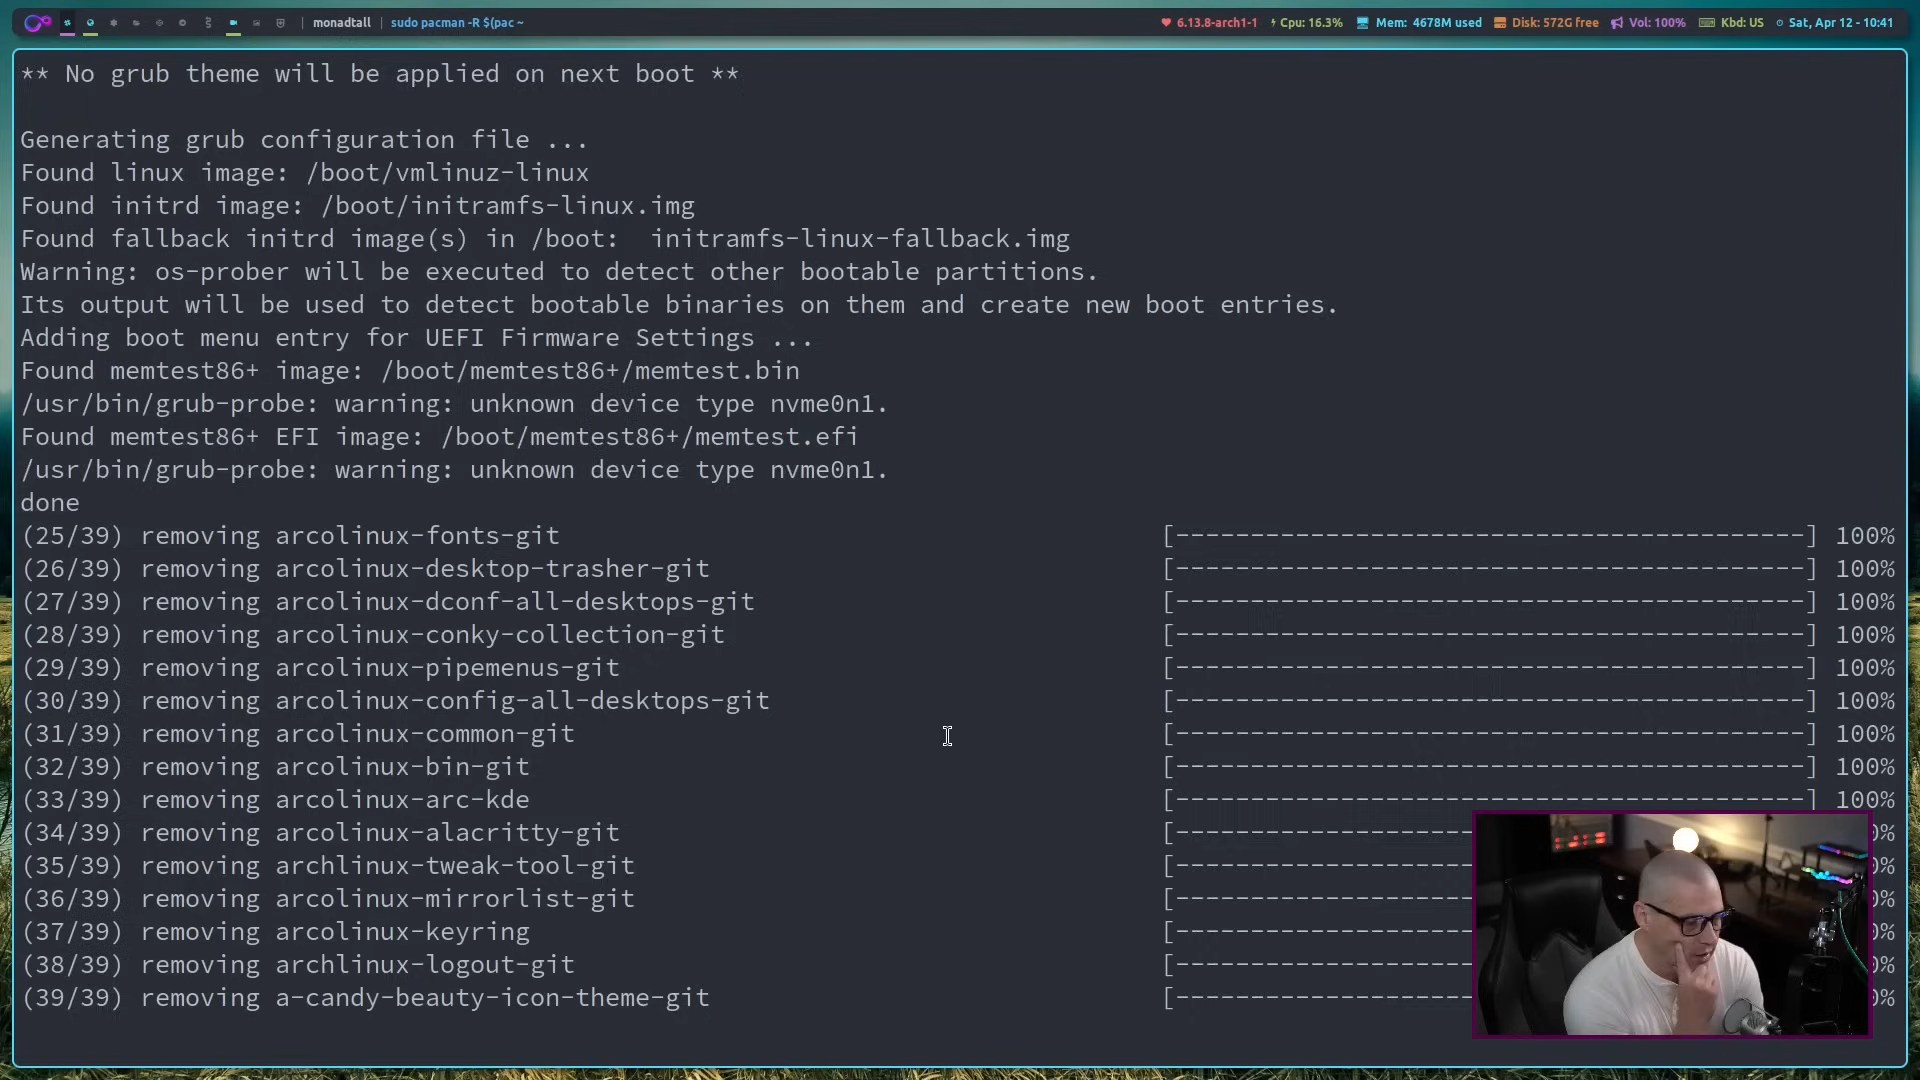 monadtall | sudo pacman -R $(pac ~
6.13.8-arch1-1 Cpu: 16.3% Mem: 4678M used Disk: 572G free Vol: 100% Kbd: US Sat, Apr 12 - 10:41
** No grub theme will be applied on next boot **
Generating grub configuration file ...
Found linux image: /boot/vmlinuz-linux
Found initrd image: /boot/initramfs-linux.img
Found fallback initrd image(s) in /boot:  initramfs-linux-fallback.img
Warning: os-prober will be executed to detect other bootable partitions.
Its output will be used to detect bootable binaries on them and create new boot entries.
Adding boot menu entry for UEFI Firmware Settings ...
Found memtest86+ image: /boot/memtest86+/memtest.bin
/usr/bin/grub-probe: warning: unknown device type nvme0n1.
Found memtest86+ EFI image: /boot/memtest86+/memtest.efi
/usr/bin/grub-probe: warning: unknown device type nvme0n1.
done
(25/39) removing arcolinux-fonts-git [------------------------------------------] 100%
(26/39) removing arcolinux-desktop-trasher-git [------------------------------------------] 100%
(27/39) removing arcolinux-dconf-all-desktops-git [------------------------------------------] 100%
(28/39) removing arcolinux-conky-collection-git [------------------------------------------] 100%
(29/39) removing arcolinux-pipemenus-git [------------------------------------------] 100%
(30/39) removing arcolinux-config-all-desktops-git [------------------------------------------] 100%
(31/39) removing arcolinux-common-git [------------------------------------------] 100%
(32/39) removing arcolinux-bin-git [------------------------------------------] 100%
(33/39) removing arcolinux-arc-kde [------------------------------------------] 100%
(34/39) removing arcolinux-alacritty-git [-------------------- %
(35/39) removing archlinux-tweak-tool-git [-------------------- %
(36/39) removing arcolinux-mirrorlist-git [-------------------- %
(37/39) removing arcolinux-keyring [-------------------- %
(38/39) removing archlinux-logout-git [-------------------- %
(39/39) removing a-candy-beauty-icon-theme-git [-------------------- %